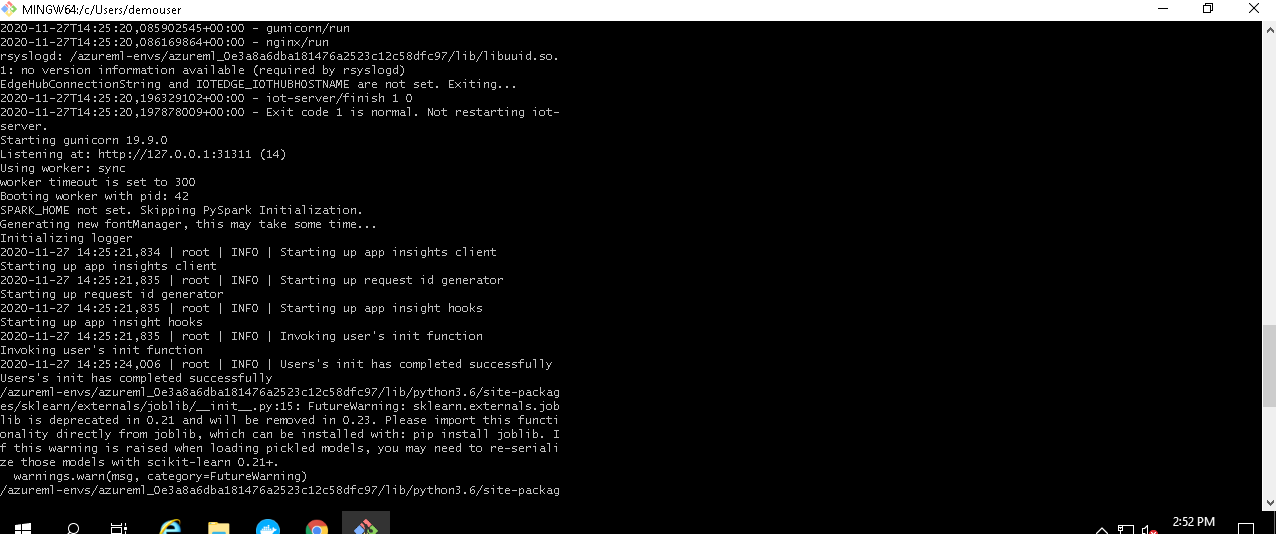 MINGW64:/c/Users/demouser
2020-11-27T14:25:20,085902545+00:00 - gunicorn/run
2020-11-27T14:25:20,086169864+00:00 - nginx/run
rsyslogd: /azureml-envs/azureml_0e3a8a6dba181476a2523c12c58dfc97/lib/libuuid.so.
1: no version information available (required by rsyslogd)
EdgeHubConnectionString and IOTEDGE_IOTHUBHOSTNAME are not set. Exiting...
2020-11-27T14:25:20,196329102+00:00 - iot-server/finish 1 0
2020-11-27T14:25:20,197878009+00:00 - Exit code 1 is normal. Not restarting iot-
server.
Starting gunicorn 19.9.0
Listening at: http://127.0.0.1:31311 (14)
Using worker: sync
worker timeout is set to 300
Booting worker with pid: 42
SPARK_HOME not set. Skipping PySpark Initialization.
Generating new fontManager, this may take some time...
Initializing logger
2020-11-27 14:25:21,834 | root | INFO | Starting up app insights client
Starting up app insights client
2020-11-27 14:25:21,835 | root | INFO | Starting up request id generator
Starting up request id generator
2020-11-27 14:25:21,835 | root | INFO | Starting up app insight hooks
Starting up app insight hooks
2020-11-27 14:25:21,835 | root | INFO | Invoking user's init function
Invoking user's init function
2020-11-27 14:25:24,006 | root | INFO | Users's init has completed successfully
Users's init has completed successfully
/azureml-envs/azureml_0e3a8a6dba181476a2523c12c58dfc97/lib/python3.6/site-packag
es/sklearn/externals/joblib/__init__.py:15: FutureWarning: sklearn.externals.job
lib is deprecated in 0.21 and will be removed in 0.23. Please import this functi
onality directly from joblib, which can be installed with: pip install joblib. I
f this warning is raised when loading pickled models, you may need to re-seriali
ze those models with scikit-learn 0.21+.
  warnings.warn(msg, category=FutureWarning)
/azureml-envs/azureml_0e3a8a6dba181476a2523c12c58dfc97/lib/python3.6/site-packag
2:52 PM